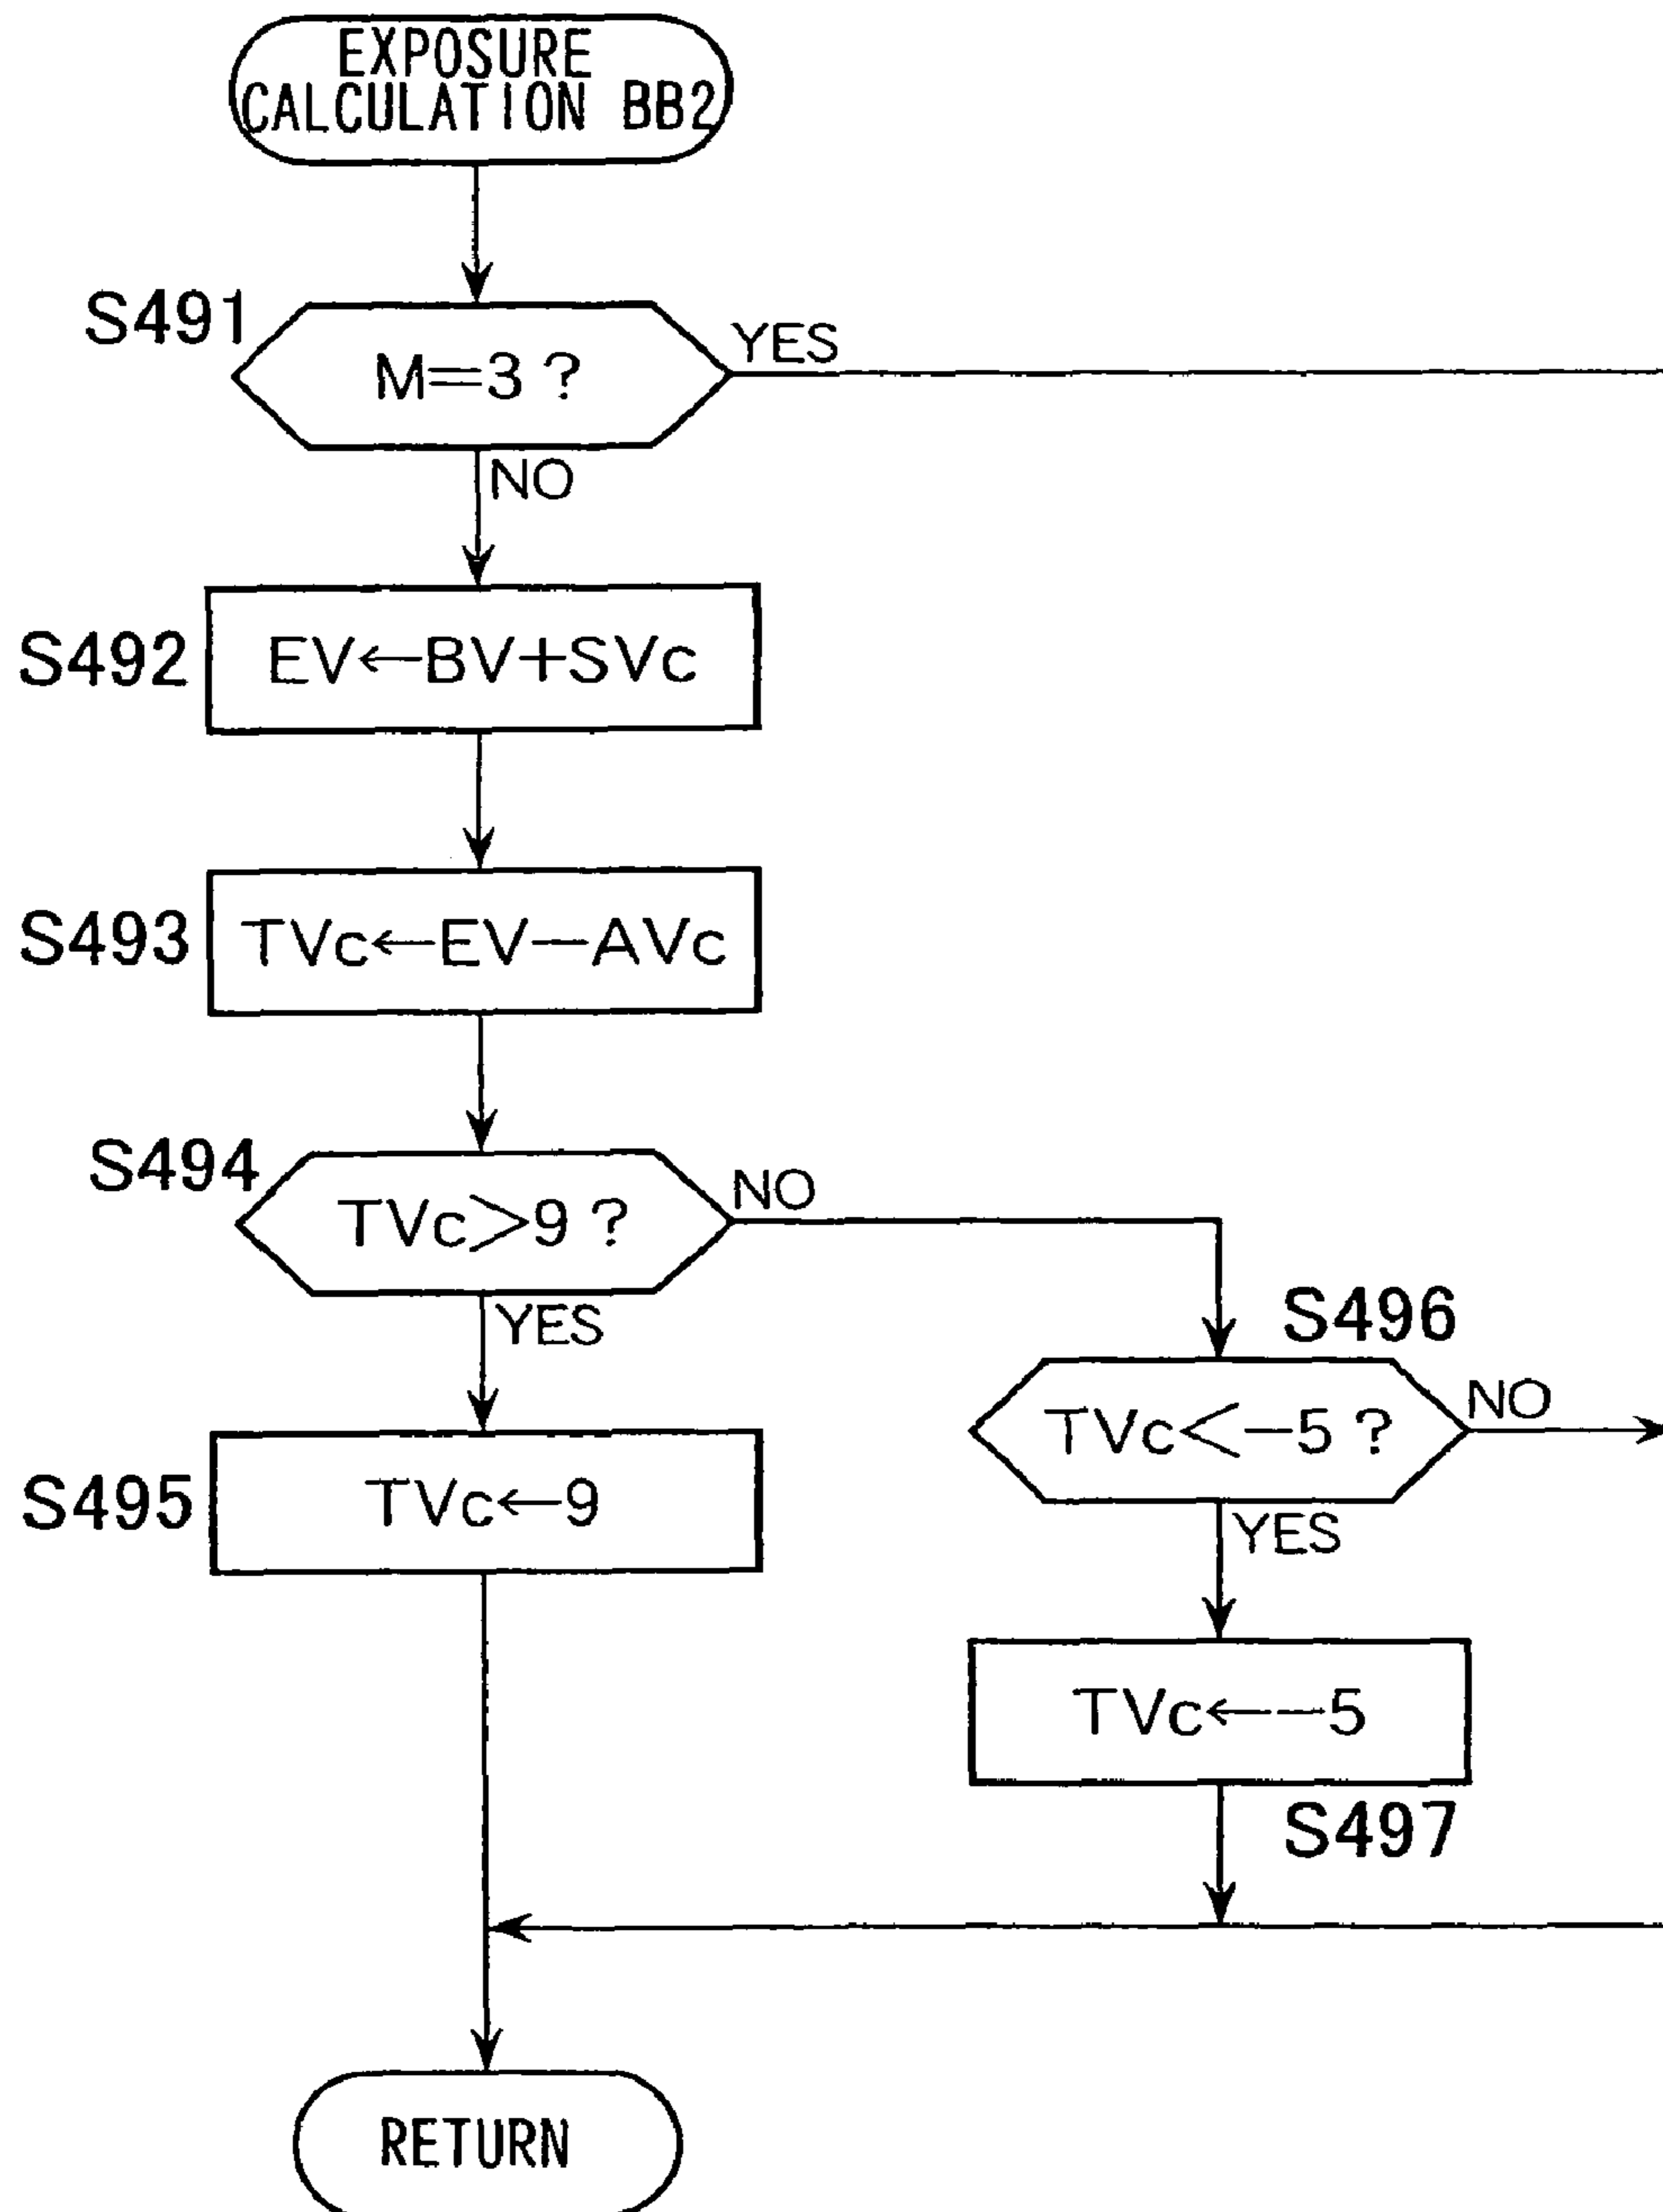 EXPOSURE
CALCULATION BB2
S491
M=3 ?
YES
NO
S492
EV←BV+SVc
S493
TVc←EV−AVc
S494
TVc>9 ?
NO
YES
S496
TVc<−5 ?
NO
YES
S495
TVc←9
TVc←−5
S497
RETURN